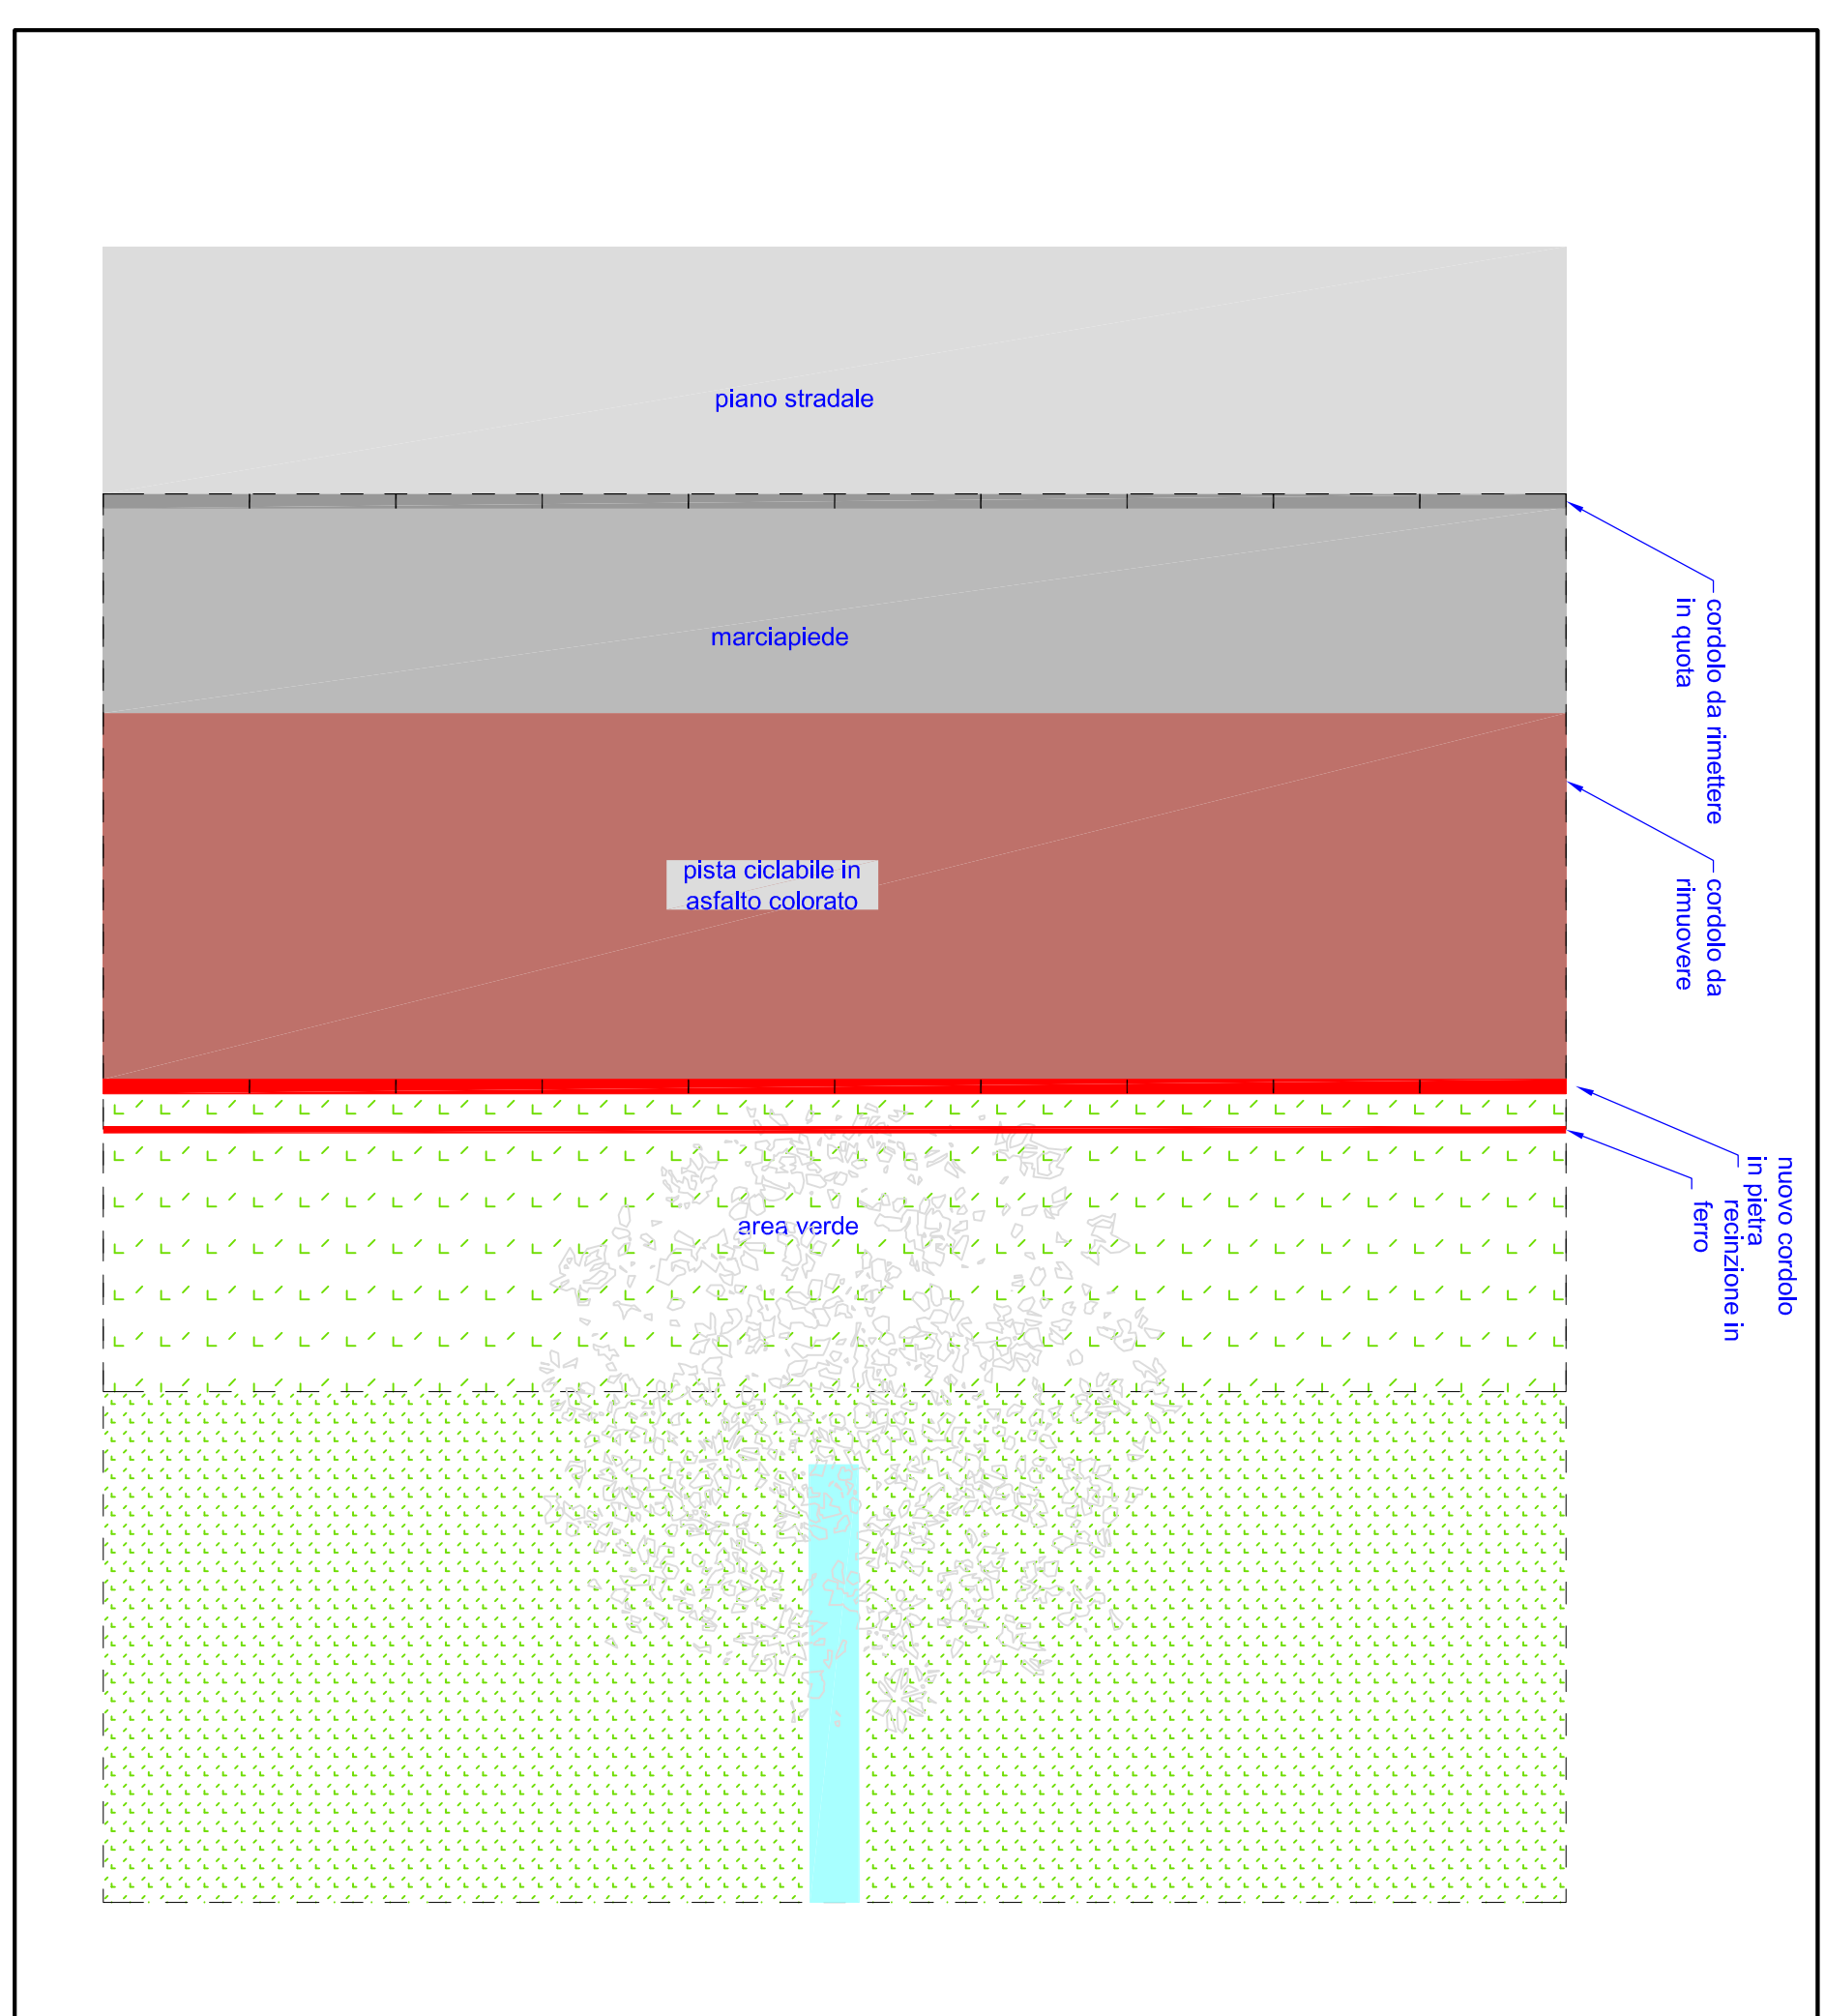 piano stradale
cordolo da rimettere
in quota
marciapiede
cordolo da
rimuovere
pista ciclabile in
asfalto colorato
nuovo cordolo
in pietra
recinzione in
ferro
area verde